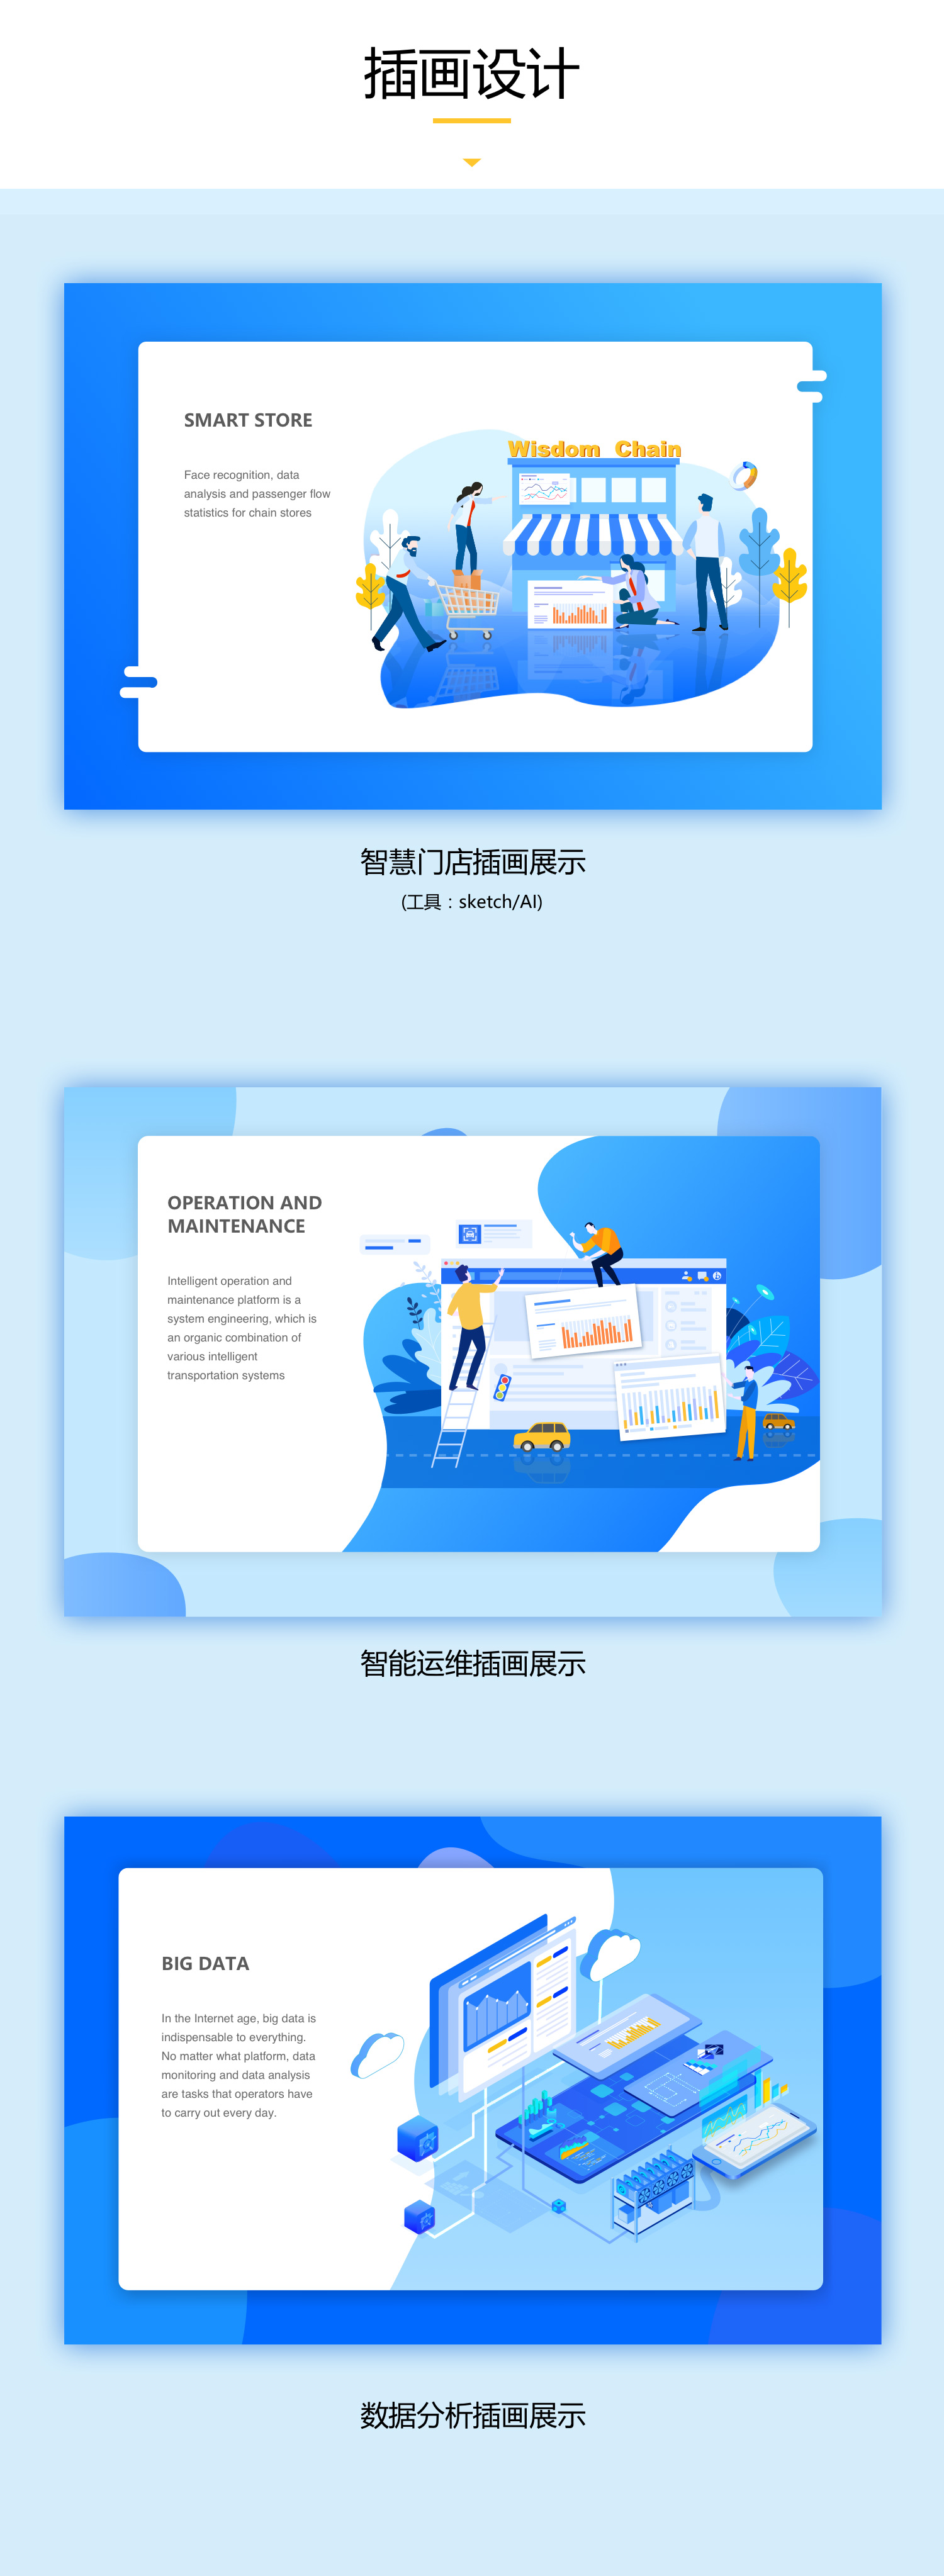 插画设计
SMART STORE
Face recognition, data
analysis and passenger flow
statistics for chain stores
Wisdom Chain
智慧门店插画展示
(工具：sketch/AI)
OPERATION AND
MAINTENANCE
Intelligent operation and
maintenance platform is a
system engineering, which is
an organic combination of
various intelligent
transportation systems
智能运维插画展示
BIG DATA
In the Internet age, big data is
indispensable to everything.
No matter what platform, data
monitoring and data analysis
are tasks that operators have
to carry out every day.
数据分析插画展示